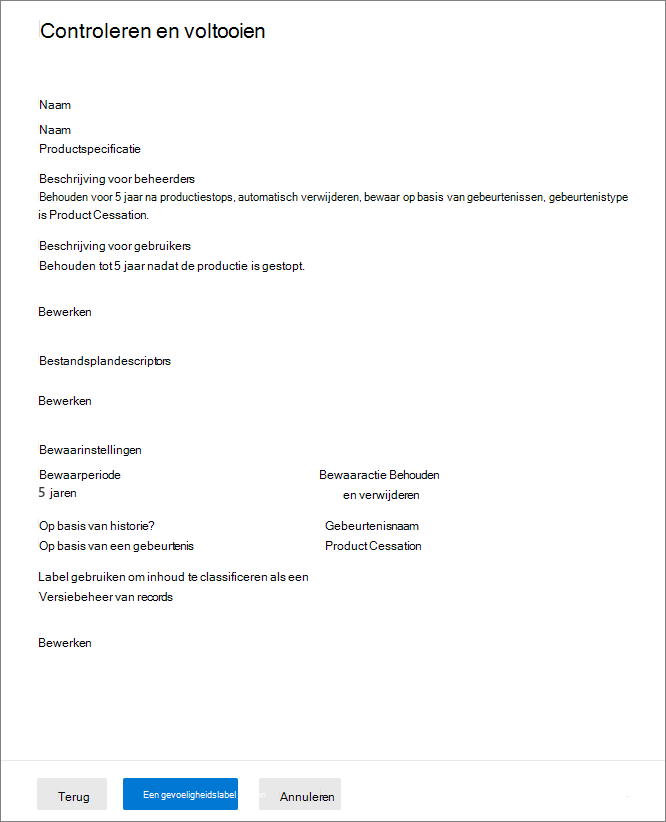 Controleren en voltooien
Naam
Naam
Productspecificatie
Beschrijving voor beheerders
Behouden voor 5 jaar na productiestops, automatisch verwijderen, bewaar op basis van gebeurtenissen, gebeurtenistype
is Product Cessation.
Beschrijving voor gebruikers
Behouden tot 5 jaar nadat de productie is gestopt.
Bewerken
Bestandsplandescriptors
Bewerken
Bewaarinstellingen
Bewaarperiode
5 jaren
Bewaaractie Behouden
en verwijderen
Op basis van historie?
Op basis van een gebeurtenis
Gebeurtenisnaam
Product Cessation
Label gebruiken om inhoud te classificeren als een
Versiebeheer van records
Bewerken
Terug
Een gevoeligheidslabel
Annuleren